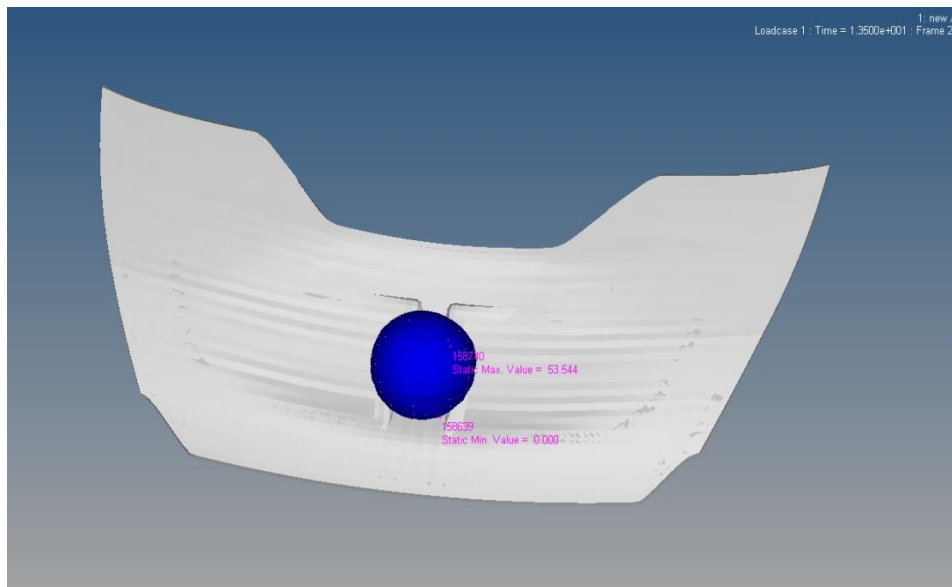 1: new
Loadcase 1 : Time = 1.3500e+001 : Frame 2
158730
Static Max. Value = 53.544
158639
Static Min. Value = 0.000